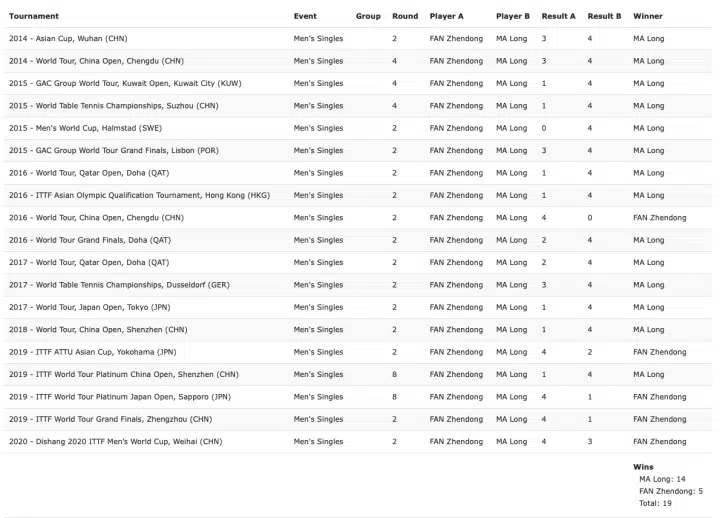 Tournament Event Group Round Player A Player B Result A Result B Winner
2014 - Asian Cup, Wuhan (CHN) Men's Singles 2 FAN Zhendong MA Long 3 4 MA Long
2014 - World Tour, China Open, Chengdu (CHN) Men's Singles 4 FAN Zhendong MA Long 3 4 MA Long
2015 - GAC Group World Tour, Kuwait Open, Kuwait City (KUW) Men's Singles 4 FAN Zhendong MA Long 1 4 MA Long
2015 - World Table Tennis Championships, Suzhou (CHN) Men's Singles 4 FAN Zhendong MA Long 1 4 MA Long
2015 - Men's World Cup, Halmstad (SWE) Men's Singles 2 FAN Zhendong MA Long 0 4 MA Long
2015 - GAC Group World Tour Grand Finals, Lisbon (POR) Men's Singles 2 FAN Zhendong MA Long 3 4 MA Long
2016 - World Tour, Qatar Open, Doha (QAT) Men's Singles 2 FAN Zhendong MA Long 1 4 MA Long
2016 - ITTF Asian Olympic Qualification Tournament, Hong Kong (HKG) Men's Singles 2 FAN Zhendong MA Long 1 4 MA Long
2016 - World Tour, China Open, Chengdu (CHN) Men's Singles 2 FAN Zhendong MA Long 4 0 FAN Zhendong
2016 - World Tour Grand Finals, Doha (QAT) Men's Singles 2 FAN Zhendong MA Long 2 4 MA Long
2017 - World Tour, Qatar Open, Doha (QAT) Men's Singles 2 FAN Zhendong MA Long 2 4 MA Long
2017 - World Table Tennis Championships, Dusseldorf (GER) Men's Singles 2 FAN Zhendong MA Long 3 4 MA Long
2017 - World Tour, Japan Open, Tokyo (JPN) Men's Singles 2 FAN Zhendong MA Long 1 4 MA Long
2018 - World Tour, China Open, Shenzhen (CHN) Men's Singles 2 FAN Zhendong MA Long 1 4 MA Long
2019 - ITTF ATTU Asian Cup, Yokohama (JPN) Men's Singles 2 FAN Zhendong MA Long 4 2 FAN Zhendong
2019 - ITTF World Tour Platinum China Open, Shenzhen (CHN) Men's Singles 8 FAN Zhendong MA Long 1 4 MA Long
2019 - ITTF World Tour Platinum Japan Open, Sapporo (JPN) Men's Singles 8 FAN Zhendong MA Long 4 1 FAN Zhendong
2019 - ITTF World Tour Grand Finals, Zhengzhou (CHN) Men's Singles 2 FAN Zhendong MA Long 4 1 FAN Zhendong
2020 - Dishang 2020 ITTF Men's World Cup, Weihai (CHN) Men's Singles 2 FAN Zhendong MA Long 4 3 FAN Zhendong
Wins
MA Long: 14
FAN Zhendong: 5
Total: 19